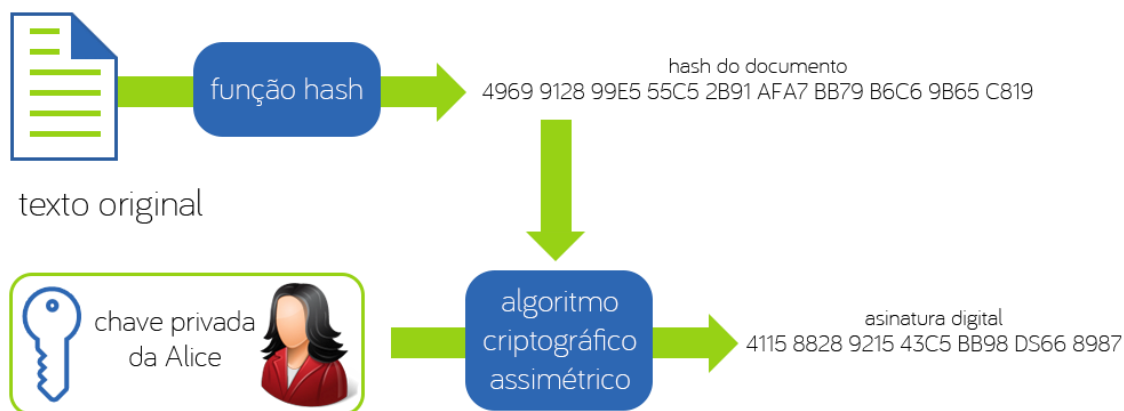 função hash
hash do documento
4969 9128 99E5 55C5 2B91 AFA7 BB79 B6C6 9B65 C819
texto original
chave privada
da Alice
algoritmo
criptográfico
assimétrico
asinatura digital
4115 8828 9215 43C5 BB98 DS66 8987